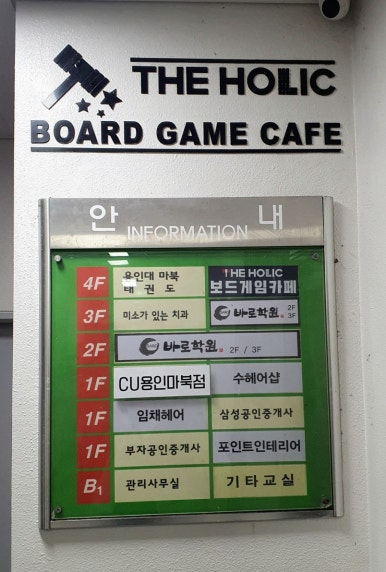 THE HOLIC
BOARD GAME CAFE
안 내
INFORMATION
4F 용인대 마북 태 권 도 THE HOLIC 보드게임카페
3F 미소가 있는 치과 바로학원 2F 3F
2F 바로학원 2F / 3F
1F CU용인마북점 수헤어샵
1F 임채헤어 삼성공인중개사
1F 부자공인중개사 포인트인테리어
B1 관리사무실 기타교실